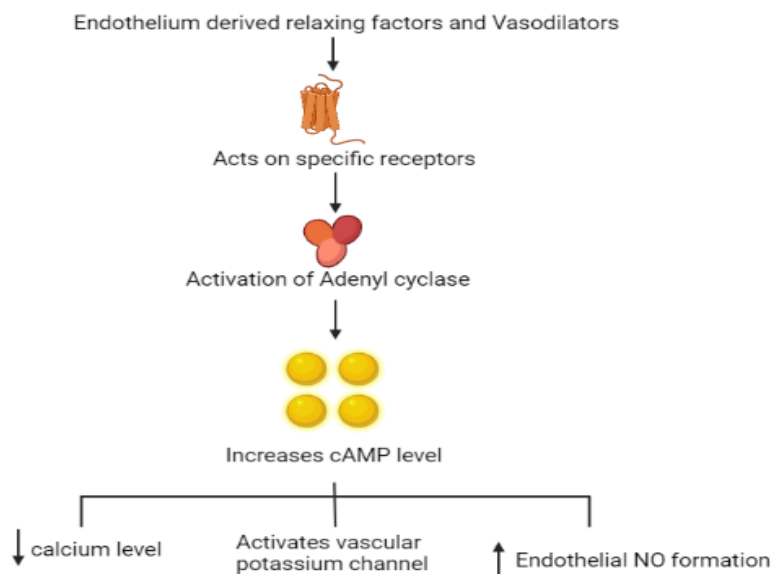 Endothelium derived relaxing factors and Vasodilators
Acts on specific receptors
Activation of Adenyl cyclase
Increases cAMP level
calcium level
Activates vascular
potassium channel
Endothelial NO formation